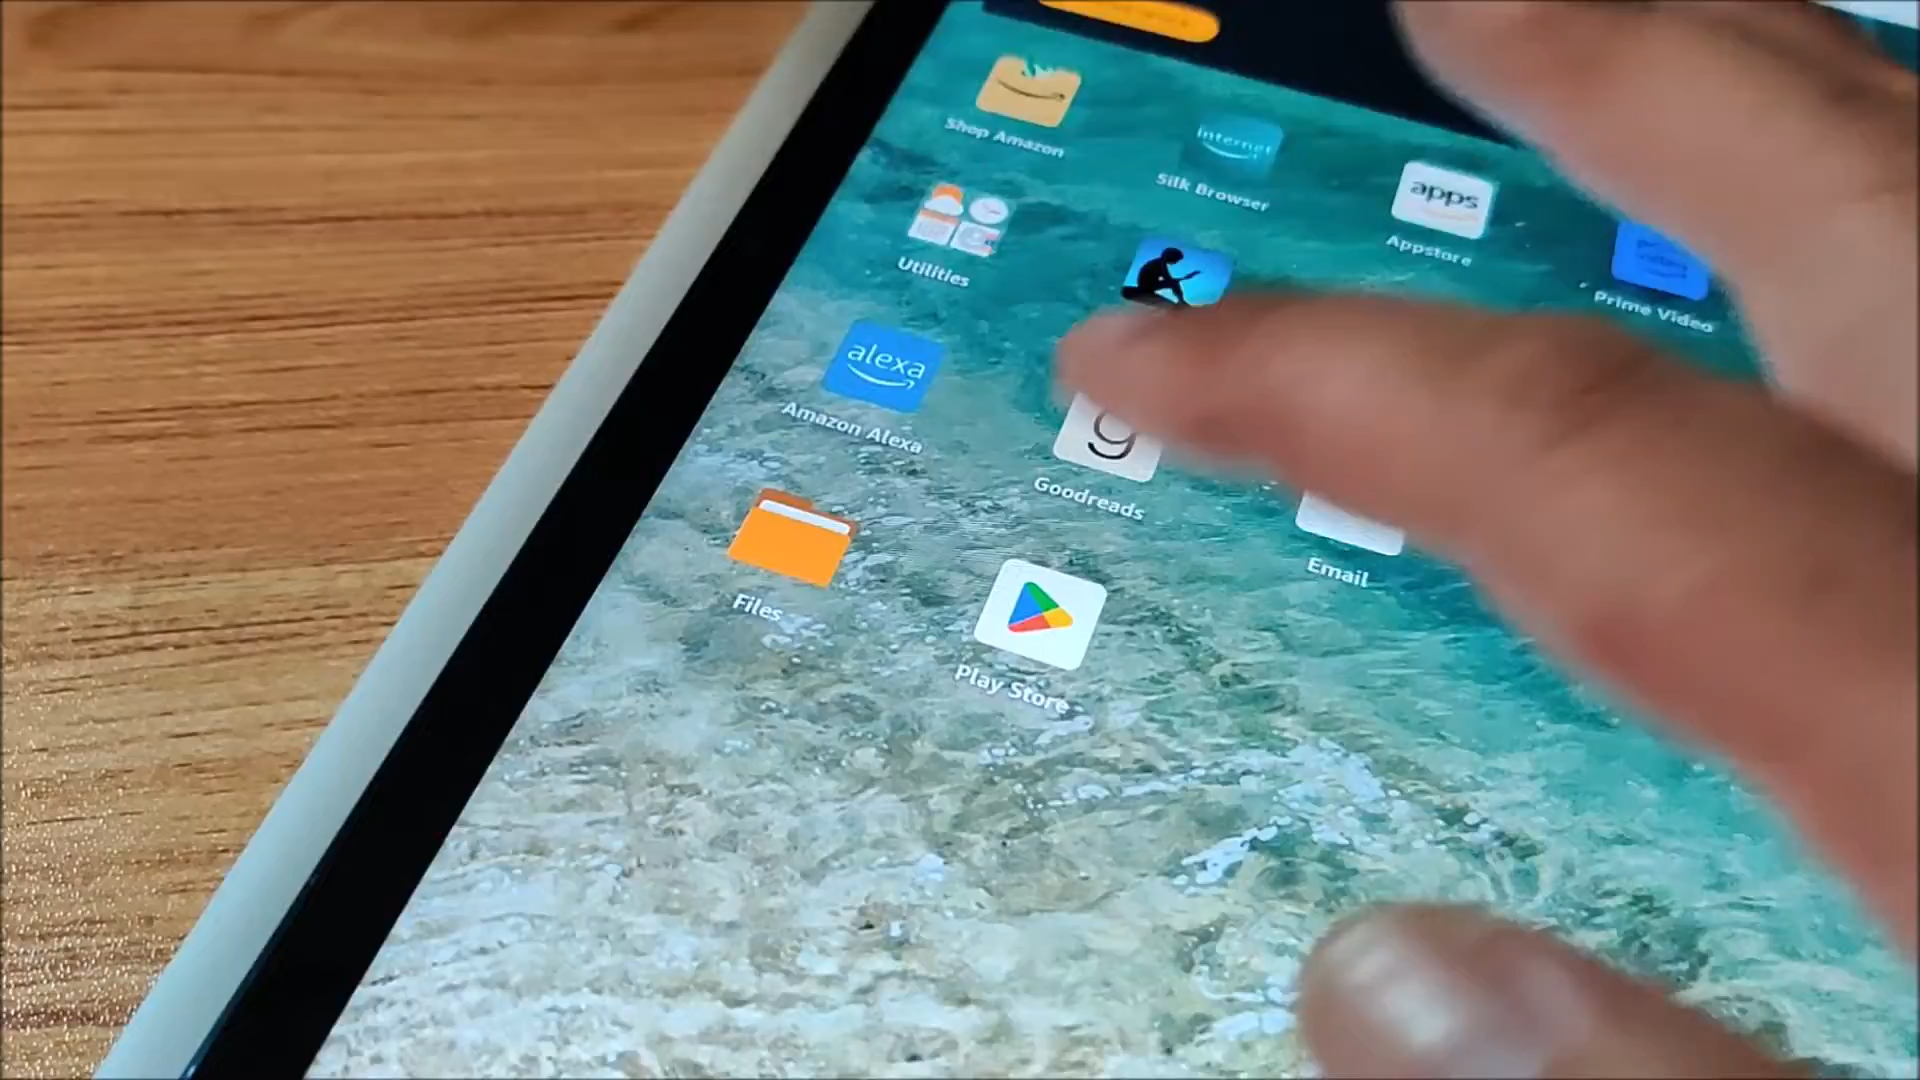 Shop Amazon
internet
Silk Browser
apps
Appstore
Prime Video
Utilities
alexa
Amazon Alexa
g
Goodreads
Email
Files
Play Store